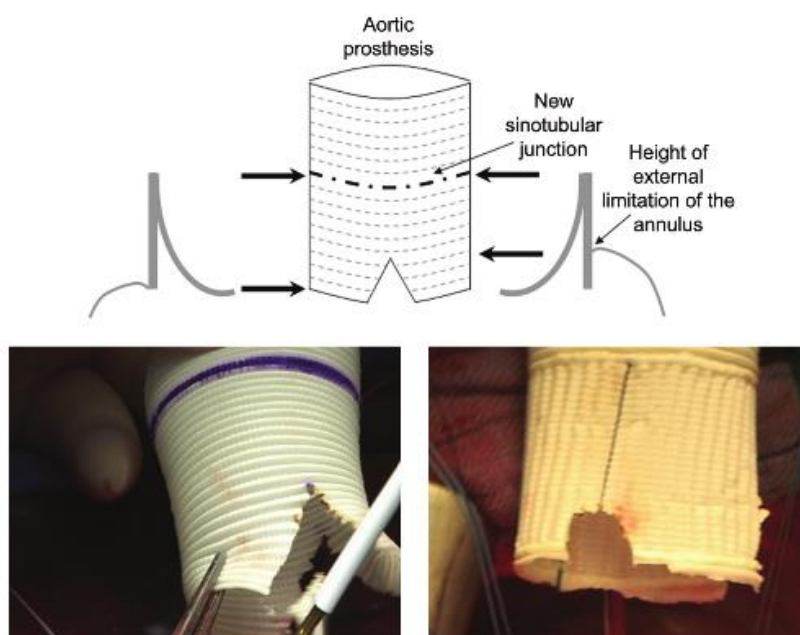 Aortic
prosthesis
New
sinotubular
junction
Height of
external
limitation of the
annulus